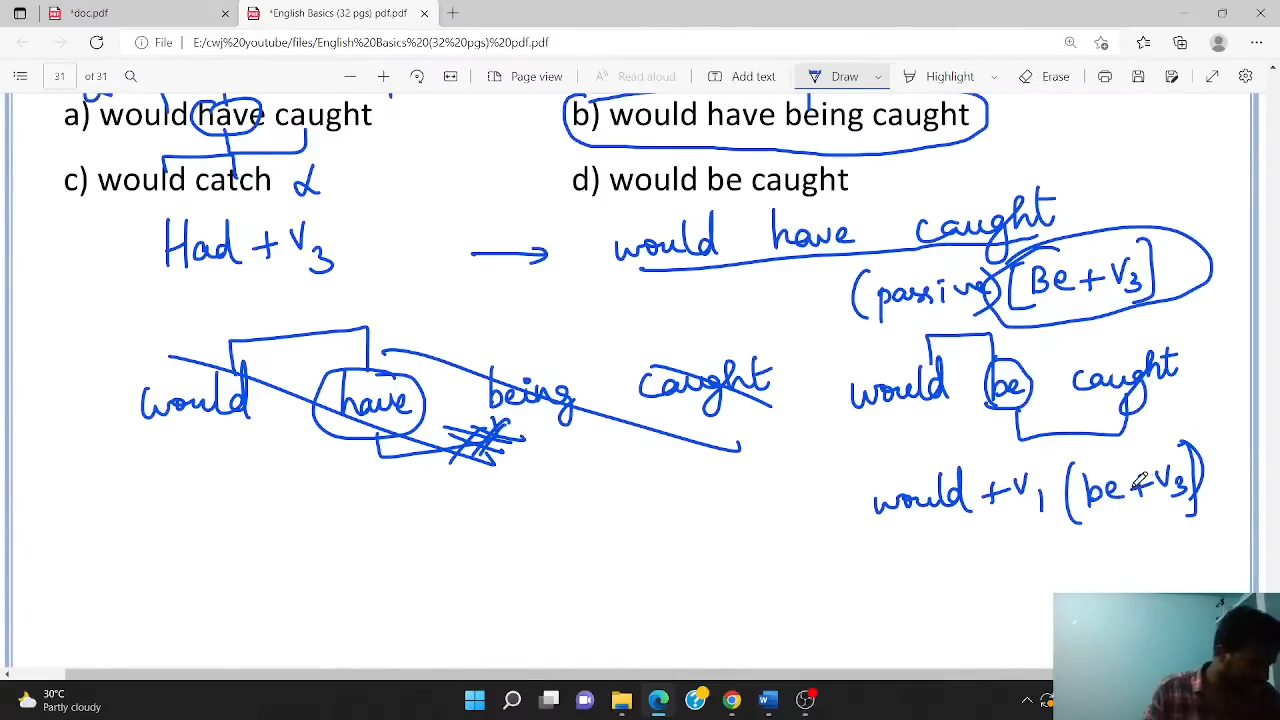 *doc.pdf
*English Basics (32 pgs) pdf.pdf
File
E:/cwj%20youtube/files/English%20Basics%20(32%20pgs)%20pdf.pdf
31 of 31
Page view
Read aloud
Add text
Draw
Highlight
Erase
a) would have caught
b) would have being caught
c) would catch
d) would be caught
Had + V3 → would have caught
(passive) [Be + V3]
would have being caught
would be caught
would + V1 (be + V3)
30°C
Partly cloudy